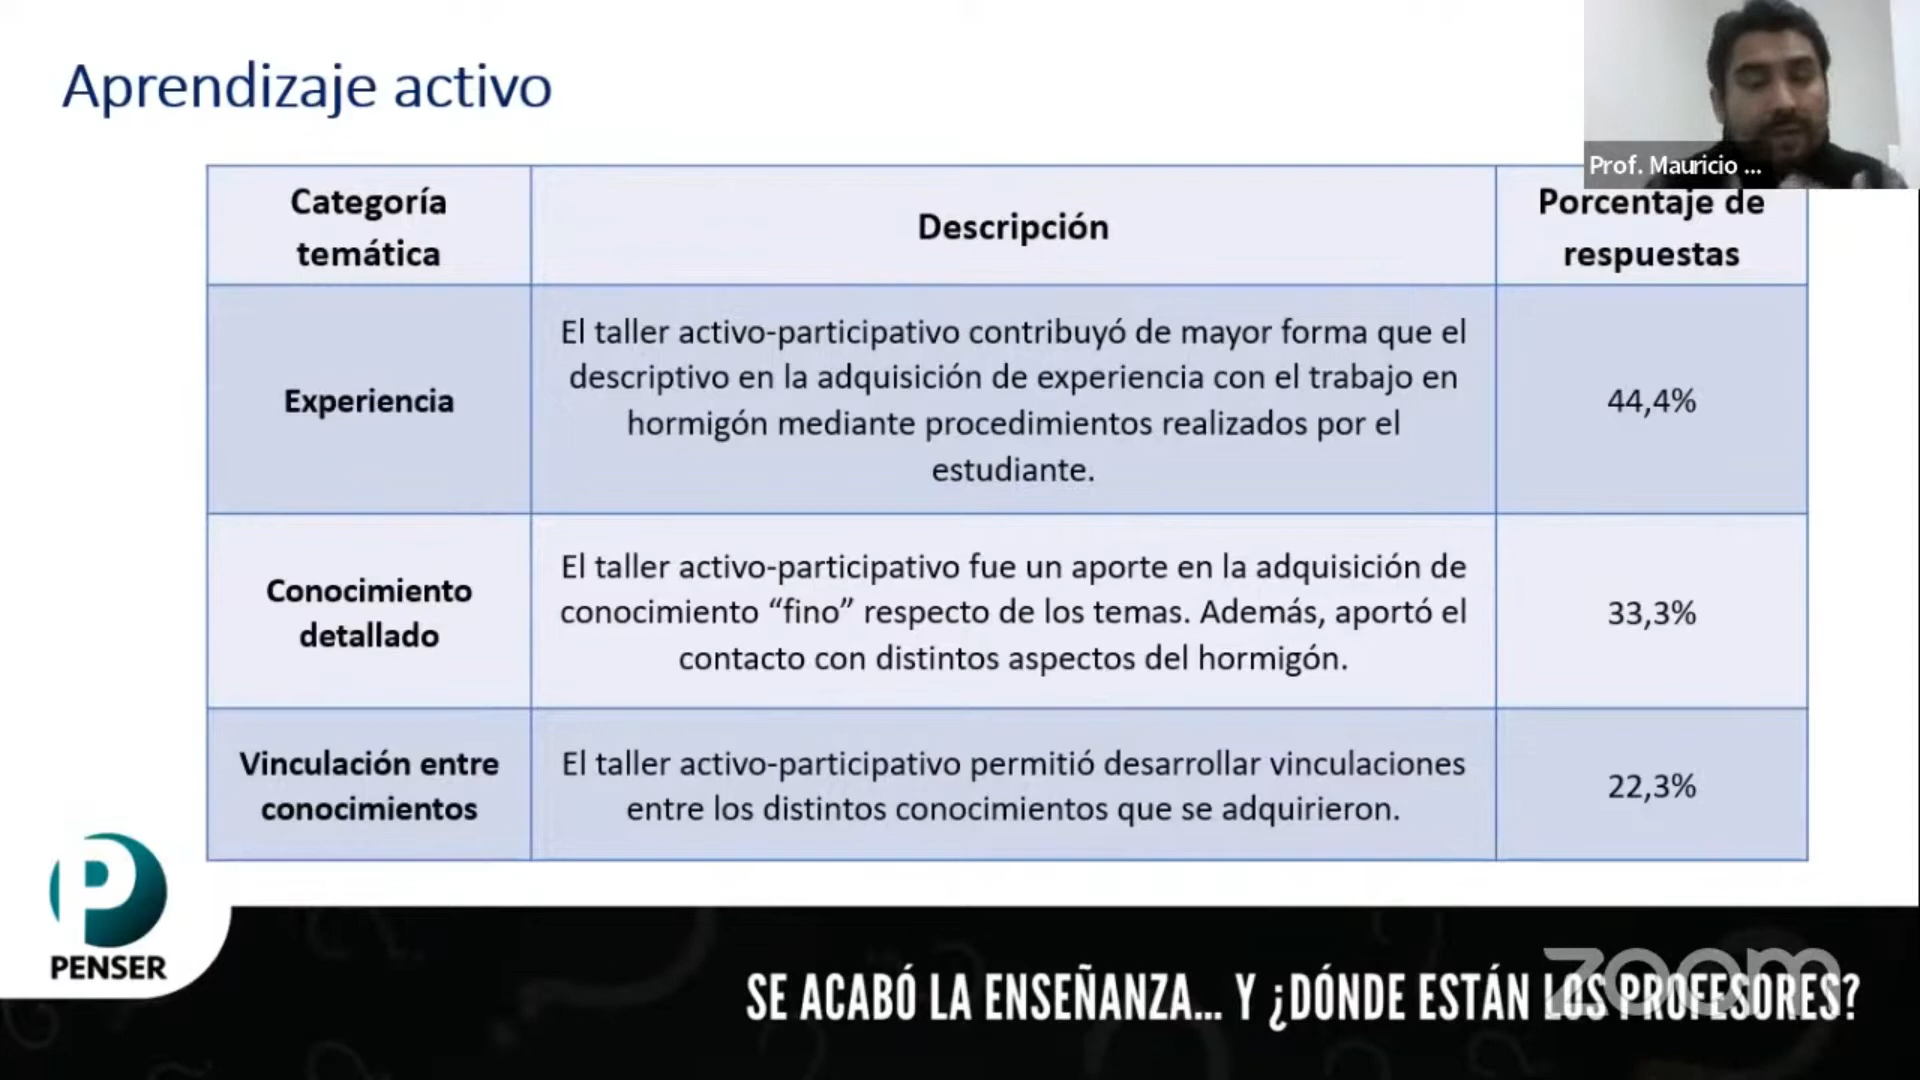 Aprendizaje activo
Prof. Mauricio ...
Categoría
temática
Descripción
Porcentaje de
respuestas
Experiencia
El taller activo-participativo contribuyó de mayor forma que el
descriptivo en la adquisición de experiencia con el trabajo en
hormigón mediante procedimientos realizados por el
estudiante.
44,4%
Conocimiento
detallado
El taller activo-participativo fue un aporte en la adquisición de
conocimiento “fino” respecto de los temas. Además, aportó el
contacto con distintos aspectos del hormigón.
33,3%
Vinculación entre
conocimientos
El taller activo-participativo permitió desarrollar vinculaciones
entre los distintos conocimientos que se adquirieron.
22,3%
P
PENSER
SE ACABÓ LA ENSEÑANZA... Y ¿DÓNDE ESTÁN LOS PROFESORES?
zoom